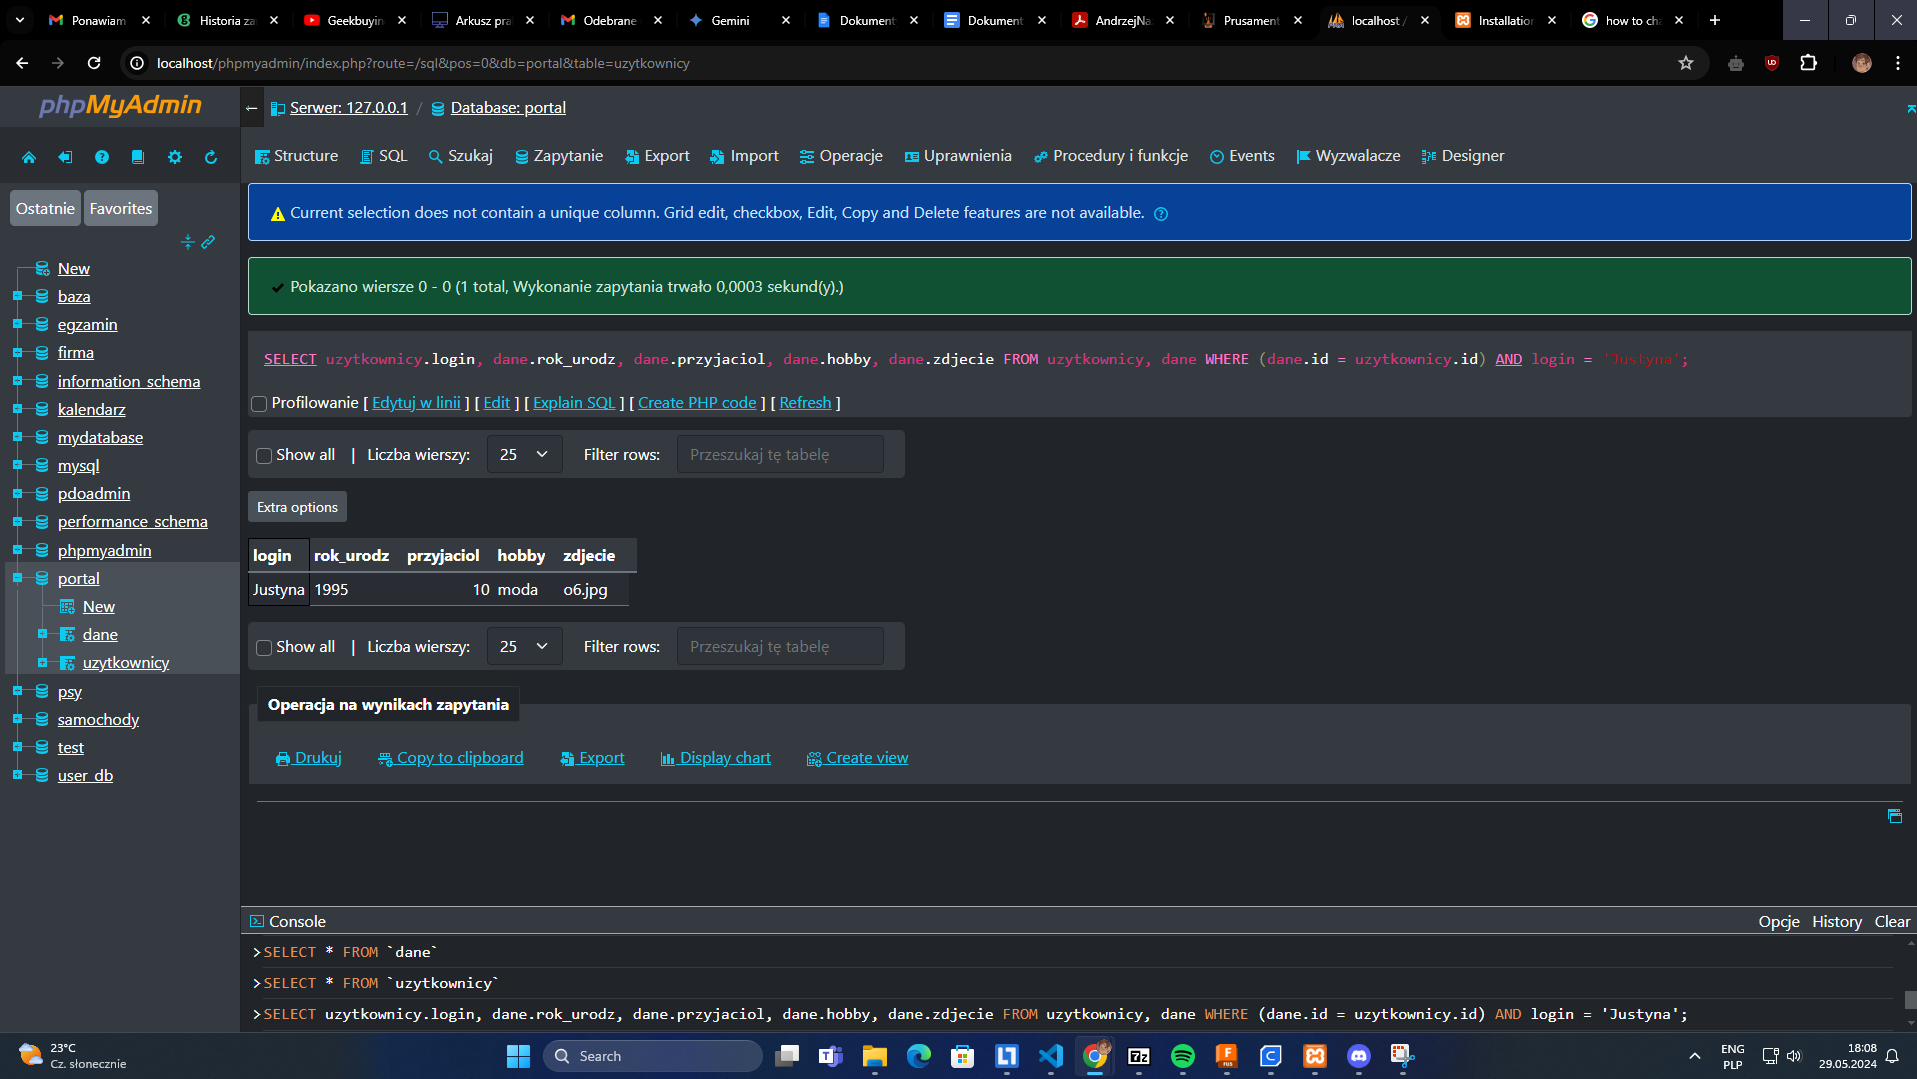 Ponawiam
Historia za
Geekbuyin
Arkusz pra
Odebrane
Gemini
Dokument
Dokument
AndrzejNa
Prusament
localhost /
Installation
how to cha
localhost/phpmyadmin/index.php?route=/sql&pos=0&db=portal&table=uzytkownicy
phpMyAdmin
Serwer: 127.0.0.1 / Database: portal
Structure SQL Szukaj Zapytanie Export Import Operacje Uprawnienia Procedury i funkcje Events Wyzwalacze Designer
Ostatnie Favorites
New
baza
egzamin
firma
information_schema
kalendarz
mydatabase
mysql
pdoadmin
performance_schema
phpmyadmin
portal
New
dane
uzytkownicy
psy
samochody
test
user_db
Current selection does not contain a unique column. Grid edit, checkbox, Edit, Copy and Delete features are not available.
Pokazano wiersze 0 - 0 (1 total, Wykonanie zapytania trwało 0,0003 sekund(y).)
SELECT uzytkownicy.login, dane.rok_urodz, dane.przyjaciol, dane.hobby, dane.zdjecie FROM uzytkownicy, dane WHERE (dane.id = uzytkownicy.id) AND login = 'Justyna';
Profilowanie [ Edytuj w linii ] [ Edit ] [ Explain SQL ] [ Create PHP code ] [ Refresh ]
Show all | Liczba wierszy: 25 Filter rows: Przeszukaj tę tabelę
Extra options
login rok_urodz przyjaciol hobby zdjecie
Justyna 1995 10 moda o6.jpg
Show all | Liczba wierszy: 25 Filter rows: Przeszukaj tę tabelę
Operacja na wynikach zapytania
Drukuj Copy to clipboard Export Display chart Create view
Console Opcje History Clear
>SELECT * FROM `dane`
>SELECT * FROM `uzytkownicy`
>SELECT uzytkownicy.login, dane.rok_urodz, dane.przyjaciol, dane.hobby, dane.zdjecie FROM uzytkownicy, dane WHERE (dane.id = uzytkownicy.id) AND login = 'Justyna';
23°C
Cz. słonecznie
Search
ENG
PLP
18:08
29.05.2024